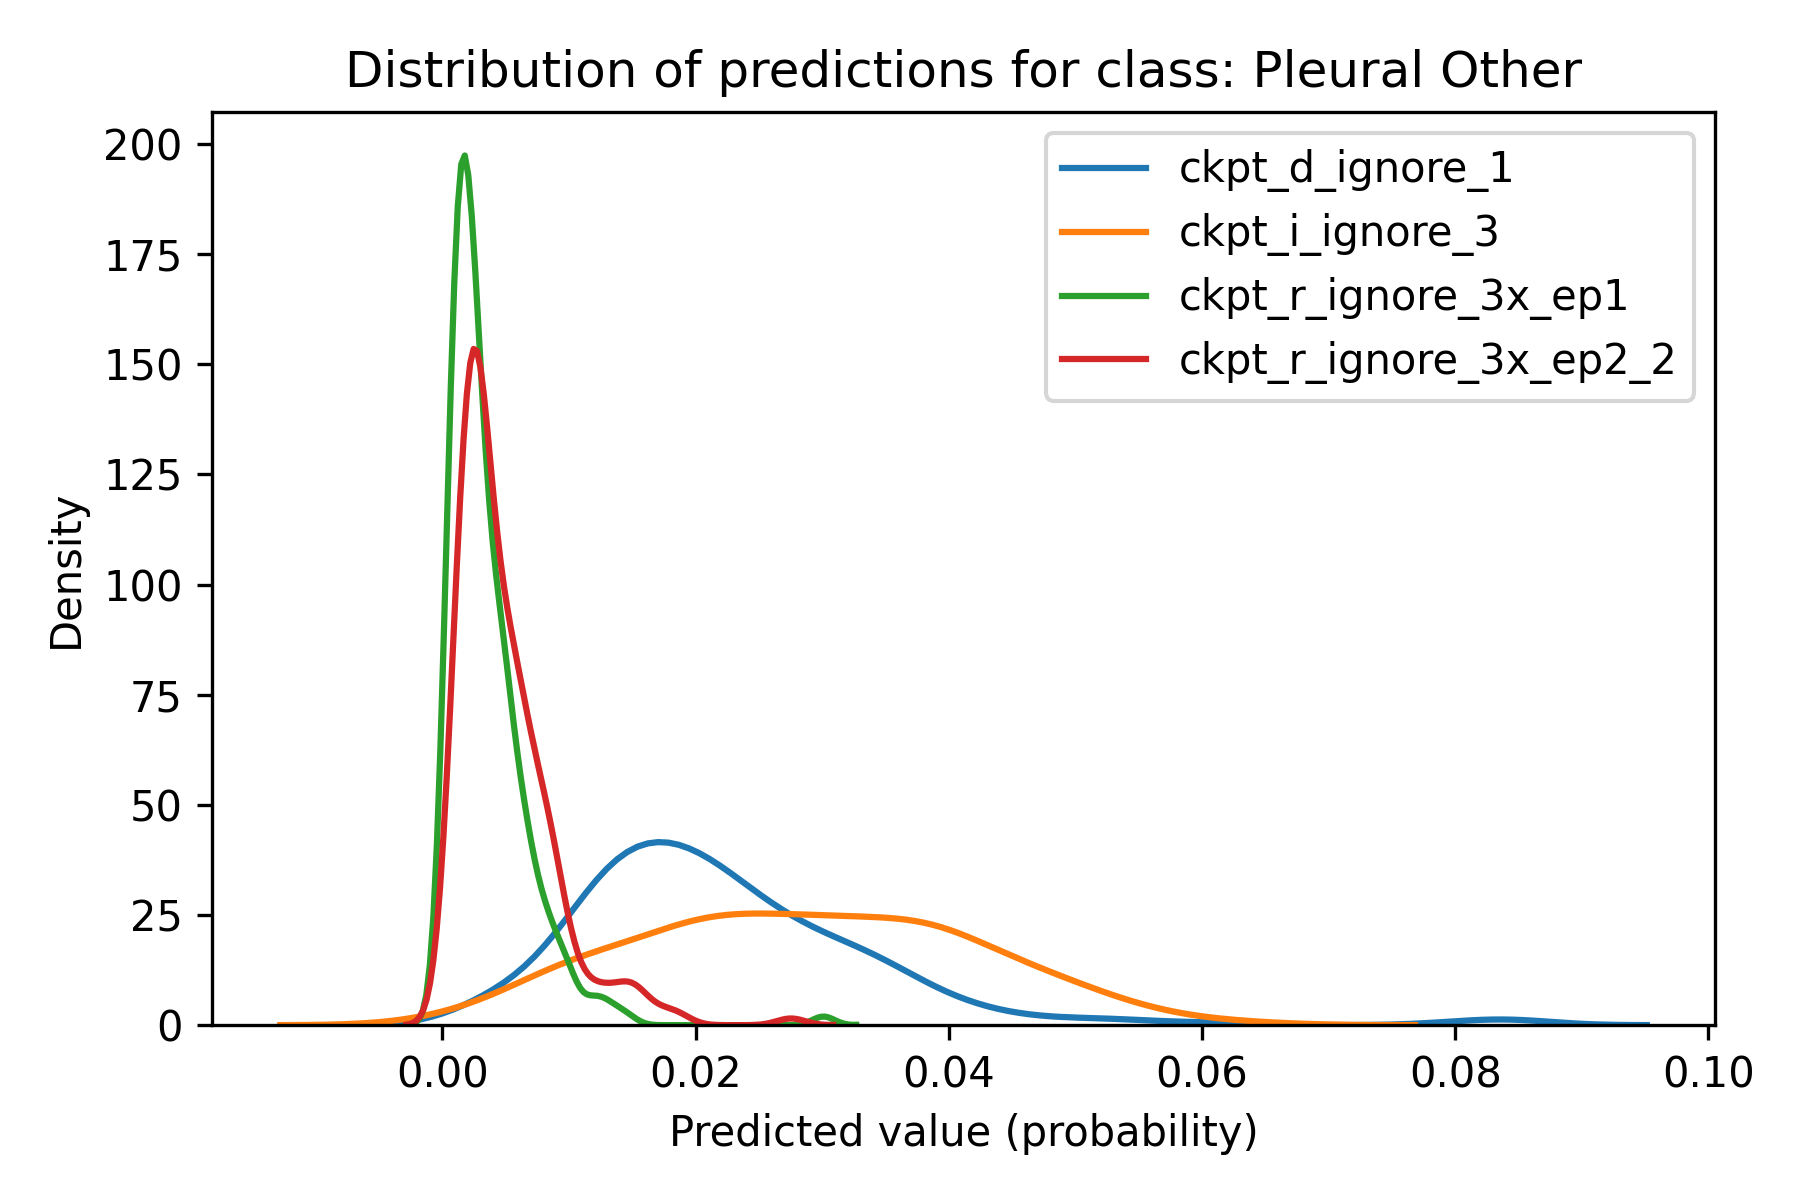 Distribution of predictions for class: Pleural Other
ckpt_d_ignore_1
ckpt_i_ignore_3
ckpt_r_ignore_3x_ep1
ckpt_r_ignore_3x_ep2_2
200
175
150
125
100
75
50
25
0
Density
0.00 0.02 0.04 0.06 0.08 0.10
Predicted value (probability)